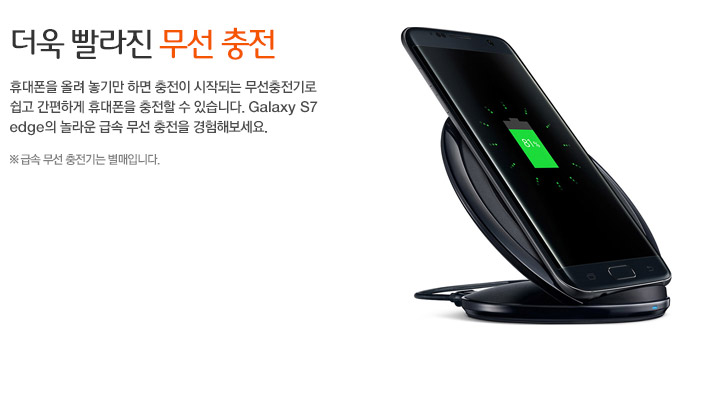 더욱 빨라진 무선 충전
휴대폰을 올려 놓기만 하면 충전이 시작되는 무선충전기로
쉽고 간편하게 휴대폰을 충전할 수 있습니다. Galaxy S7
edge의 놀라운 급속 무선 충전을 경험해보세요.
※ 급속 무선 충전기는 별매입니다.
81%